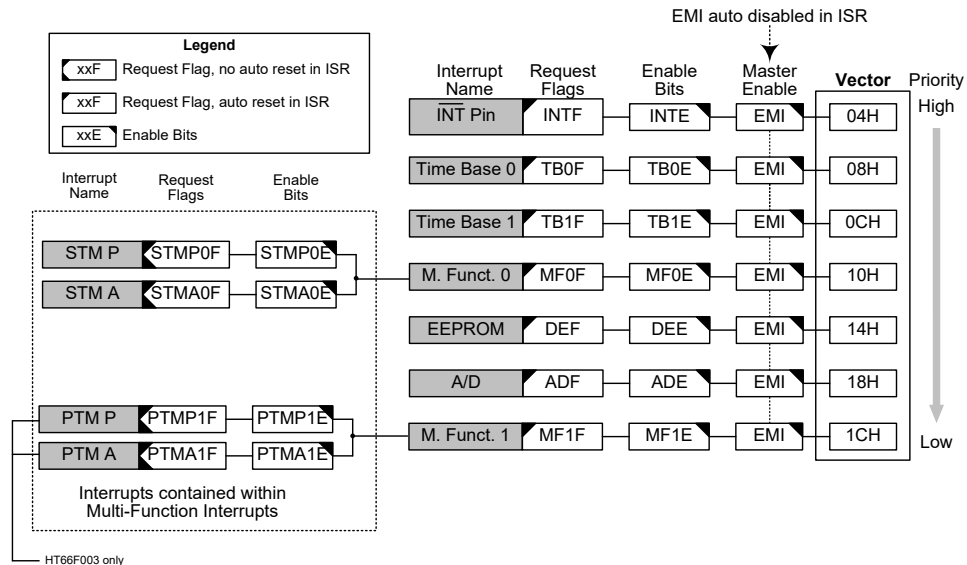 EMI auto disabled in ISR
Legend
xxF Request Flag, no auto reset in ISR
xxF Request Flag, auto reset in ISR
xxE Enable Bits
Interrupt Name Request Flags Enable Bits Master Enable Vector Priority
INT Pin INTF INTE EMI 04H High
Time Base 0 TB0F TB0E EMI 08H
Time Base 1 TB1F TB1E EMI 0CH
M. Funct. 0 MF0F MF0E EMI 10H
EEPROM DEF DEE EMI 14H
A/D ADF ADE EMI 18H
M. Funct. 1 MF1F MF1E EMI 1CH Low
Interrupt Name Request Flags Enable Bits
STM P STMP0F STMP0E
STM A STMA0F STMA0E
PTM P PTMP1F PTMP1E
PTM A PTMA1F PTMA1E
Interrupts contained within
Multi-Function Interrupts
HT66F003 only